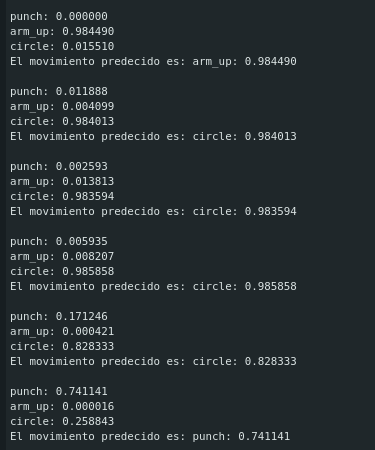 punch: 0.000000
arm_up: 0.984490
circle: 0.015510
El movimiento predecido es: arm_up: 0.984490
punch: 0.011888
arm_up: 0.004099
circle: 0.984013
El movimiento predecido es: circle: 0.984013
punch: 0.002593
arm_up: 0.013813
circle: 0.983594
El movimiento predecido es: circle: 0.983594
punch: 0.005935
arm_up: 0.008207
circle: 0.985858
El movimiento predecido es: circle: 0.985858
punch: 0.171246
arm_up: 0.000421
circle: 0.828333
El movimiento predecido es: circle: 0.828333
punch: 0.741141
arm_up: 0.000016
circle: 0.258843
El movimiento predecido es: punch: 0.741141